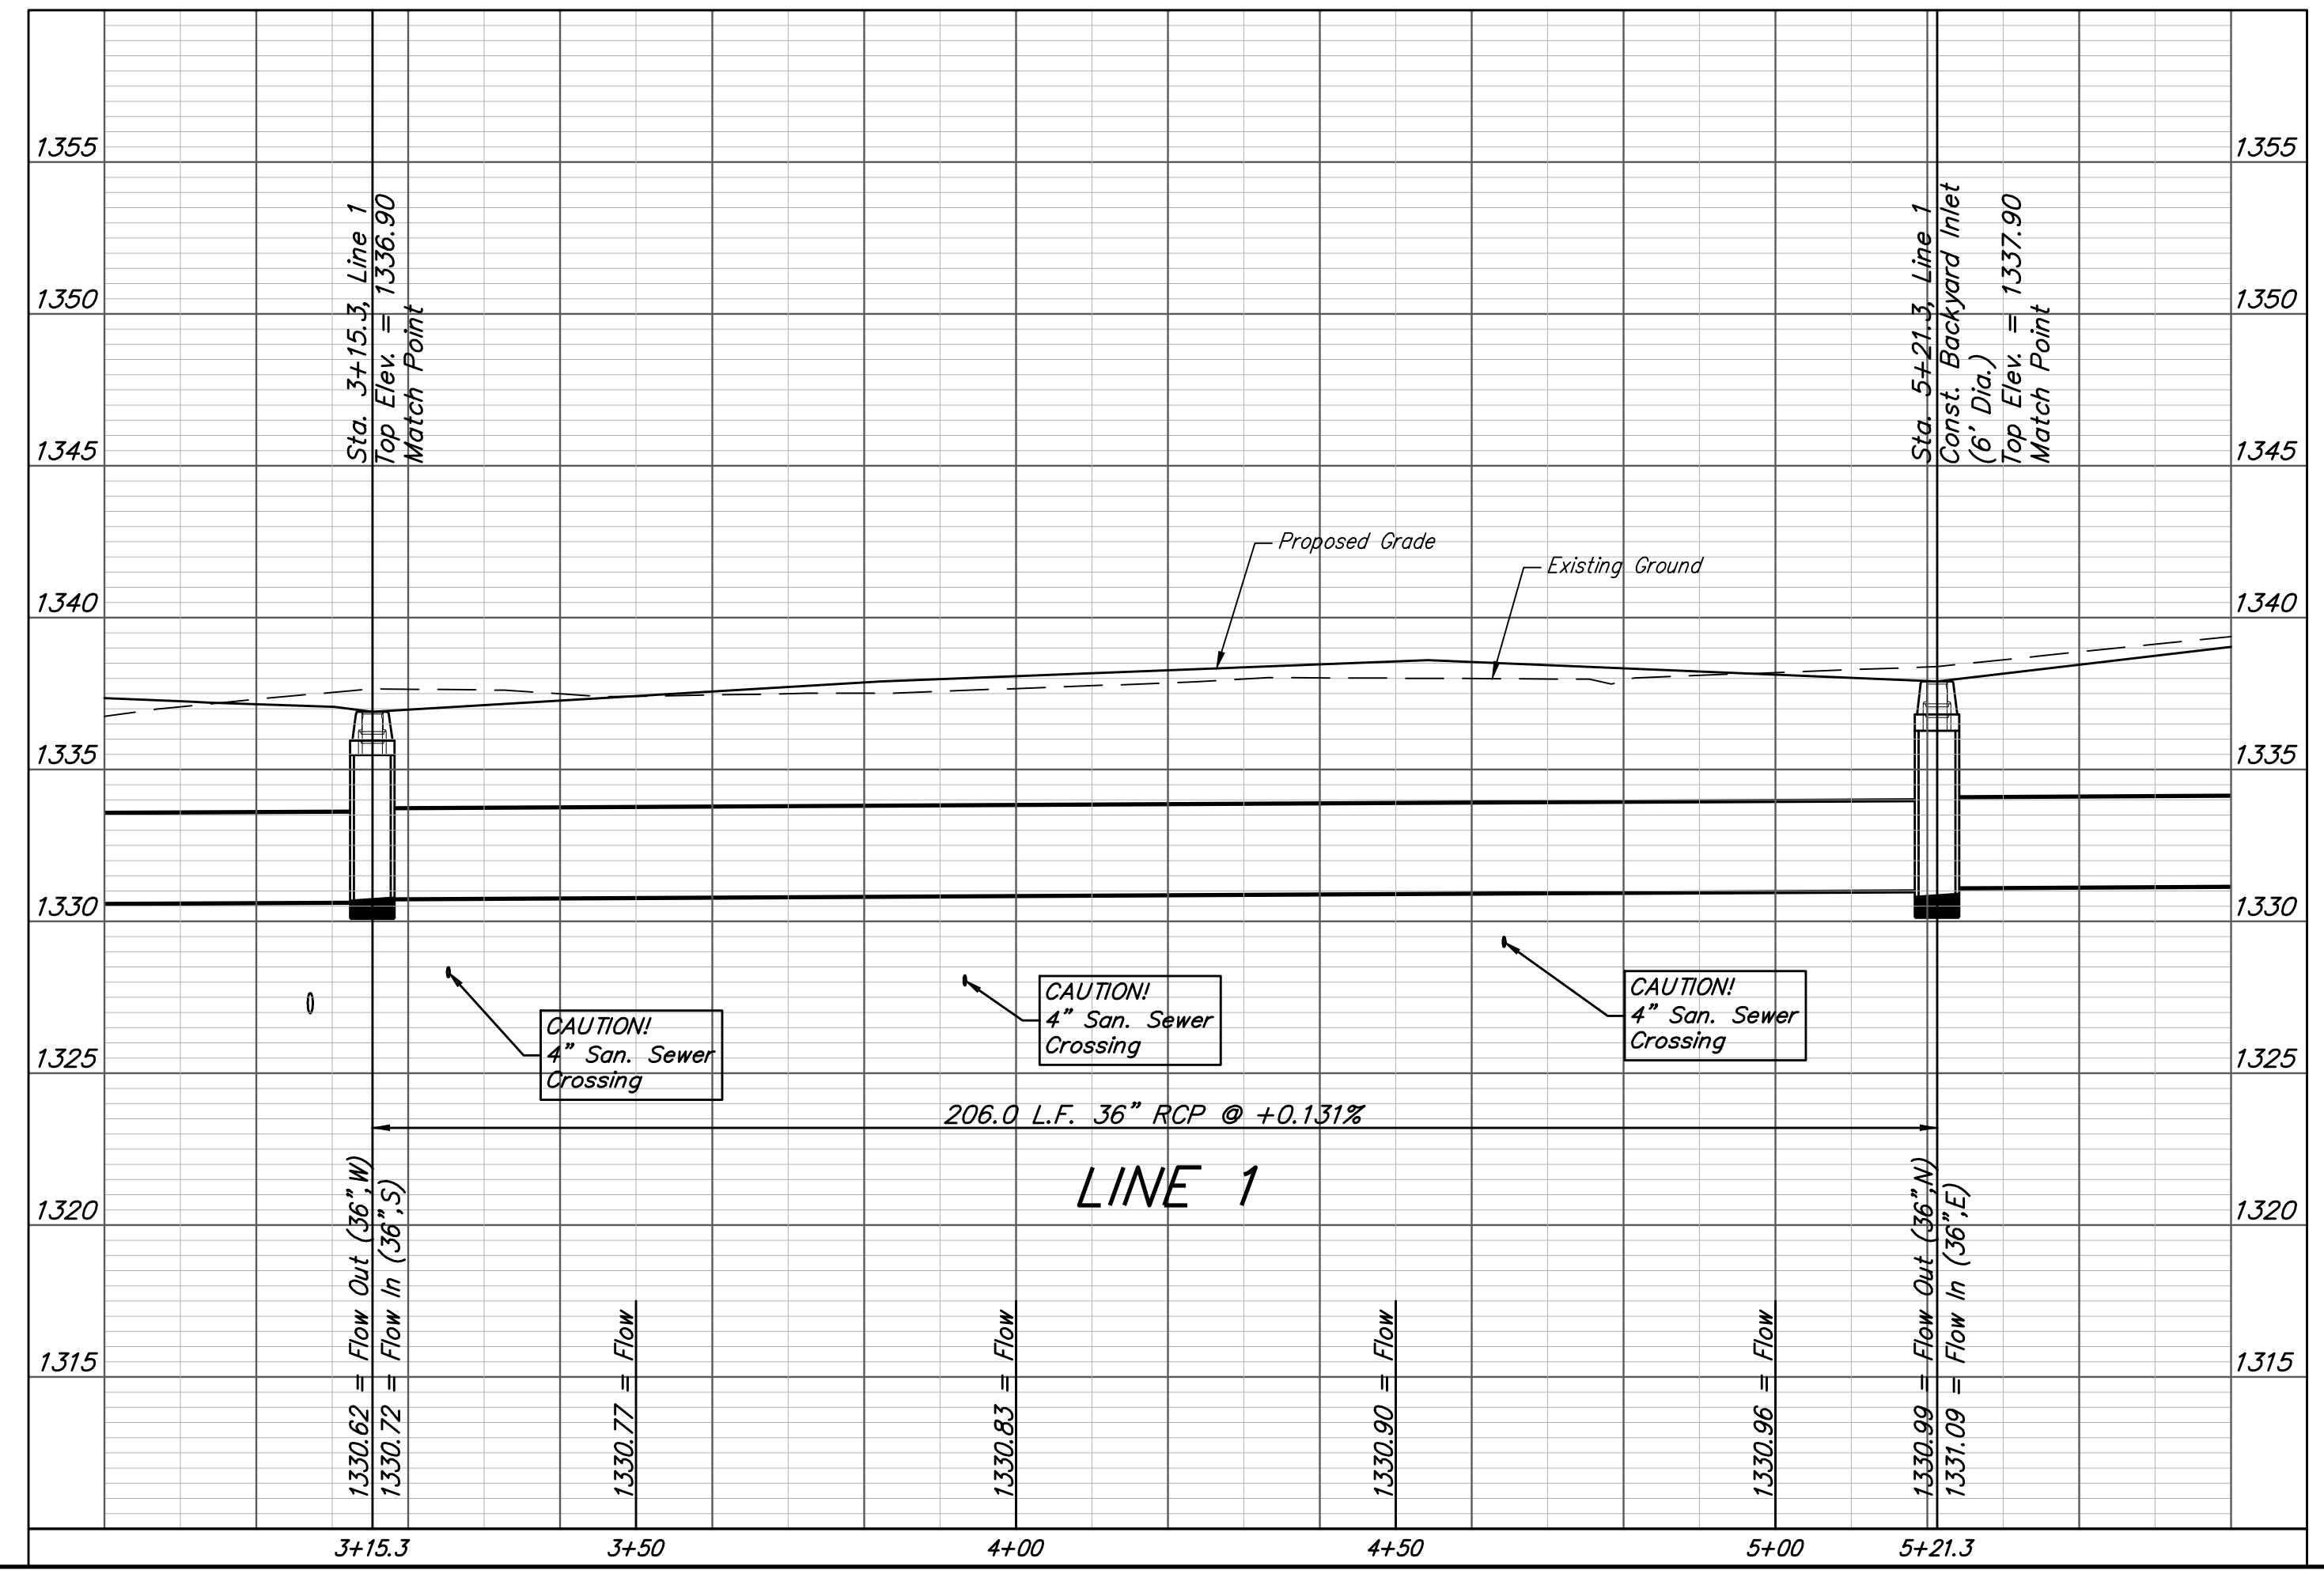 1355
1350
1345
1340
1335
1330
1325
1320
1315
Sta. 3+15.3, Line 1
Top Elev. = 1336.90
Match Point
Sta. 5+21.3, Line 1
Const. Backyard Inlet
(6' Dia.)
Top Elev. = 1337.90
Match Point
1355
1350
1345
1340
1335
1330
1325
1320
1315
Proposed Grade
Existing Ground
CAUTION!
4" San. Sewer
Crossing
CAUTION!
4" San. Sewer
Crossing
CAUTION!
4" San. Sewer
Crossing
206.0 L.F. 36" RCP @ +0.131%
LINE 1
1330.62 = Flow Out (36",W)
1330.72 = Flow In (36",S)
1330.77 = Flow
1330.83 = Flow
1330.90 = Flow
1330.96 = Flow
1330.99 = Flow Out (36",N)
1331.09 = Flow In (36",E)
3+15.3
3+50
4+00
4+50
5+00
5+21.3